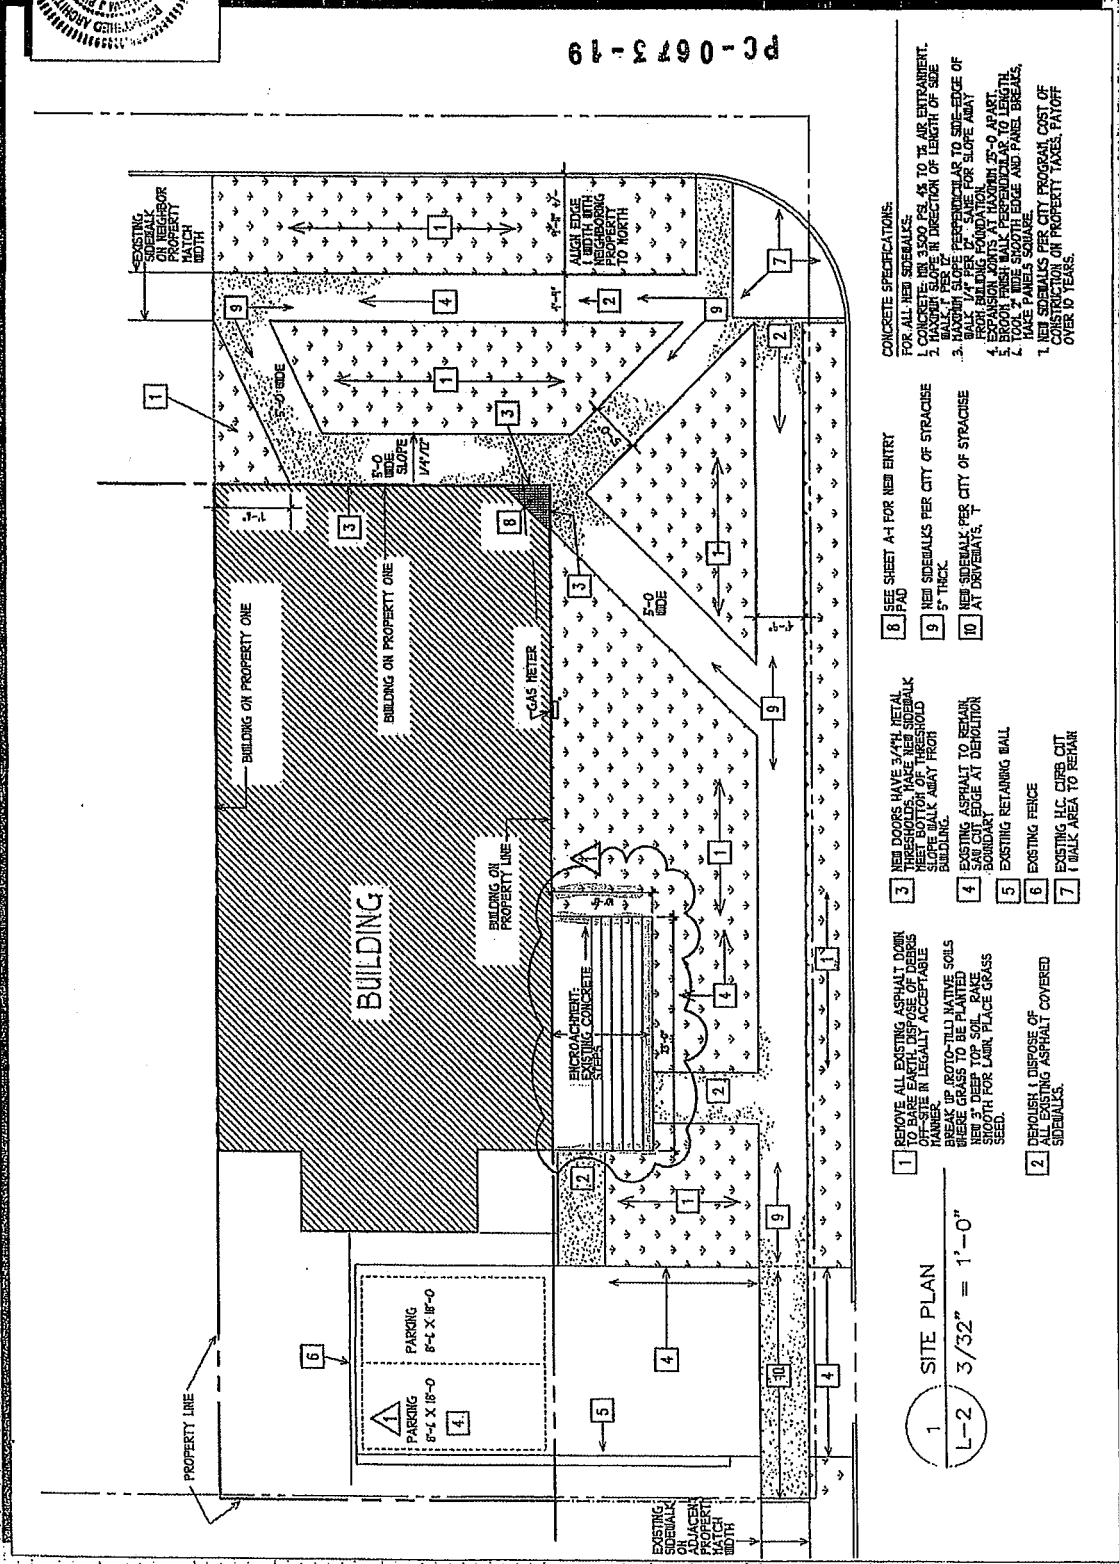 PC-0673-19
PROPERTY LINE
BUILDING ON PROPERTY ONE
BUILDING ON PROPERTY ONE
BUILDING
BUILDING ON
PROPERTY LINE
GAS METER
EXISTING
SIDEWALK
ON NEIGHBOR
PROPERTY
MATCH
WIDTH
5'-0 WIDE
WIDE
SLOPE
1/4"/12"
ALIGN EDGE
& WIDTH WITH
NEIGHBORING
PROPERTY
TO NORTH
5'-0
WIDE
ENCROACHMENT:
EXISTING CONCRETE
STEPS
PARKING
8'-6 X 18'-0
PARKING
8'-6 X 18'-0
EXISTING
SIDEWALK
ON
ADJACENT
PROPERTY
MATCH
WIDTH
1
L-2
SITE PLAN
3/32" = 1'-0"
1 REMOVE ALL EXISTING ASPHALT DOWN
TO BARE EARTH. DISPOSE OF DEBRIS
OFF-SITE IN LEGALLY ACCEPTABLE
MANNER.
BREAK UP (ROTO-TILL) NATIVE SOILS
WHERE GRASS TO BE PLANTED
NEW 3" DEEP TOP SOIL. RAKE
SMOOTH FOR LAWN, PLACE GRASS
SEED.
2 DEMOLISH & DISPOSE OF
ALL EXISTING ASPHALT COVERED
SIDEWALKS.
3 NEW DOORS HAVE 3/4"H. METAL
THRESHOLDS. MAKE NEW SIDEWALK
MEET BOTTOM OF THRESHOLD
SLOPE WALK AWAY FROM
BUILDING.
4 EXISTING ASPHALT TO REMAIN
SAW CUT EDGE AT DEMOLITION
BOUNDARY
5 EXISTING RETAINING WALL
6 EXISTING FENCE
7 EXISTING H.C. CURB CUT
& WALK AREA TO REMAIN
8 SEE SHEET A-1 FOR NEW ENTRY
PAD
9 NEW SIDEWALKS PER CITY OF SYRACUSE
5" THICK.
10 NEW SIDEWALK PER CITY OF SYRACUSE
AT DRIVEWAYS, 7"
CONCRETE SPECIFICATIONS:
FOR ALL NEW SIDEWALKS:
1. CONCRETE- MIN 3,500 PSI, 4% TO 7% AIR ENTRAINMENT.
2. MAXIMUM SLOPE IN DIRECTION OF LENGTH OF SIDE
WALK, 1" PER 12"
3. MAXIMUM SLOPE PERPENDICULAR TO SIDE-EDGE OF
WALK 1/4" PER 12". SAME FOR SLOPE AWAY
FROM BUILDING FOUNDATION.
4. EXPANSION JOINTS AT MAXIMUM 25'-0 APART.
5. BROOM FINISH WALK PERPENDICULAR TO LENGTH.
6. TOOL 2" WIDE SMOOTH EDGE AND PANEL BREAKS,
MAKE PANELS SQUARE.
7. NEW SIDEWALKS PER CITY PROGRAM, COST OF
CONSTRUCTION ON PROPERTY TAXES, PAYOFF
OVER 10 YEARS.